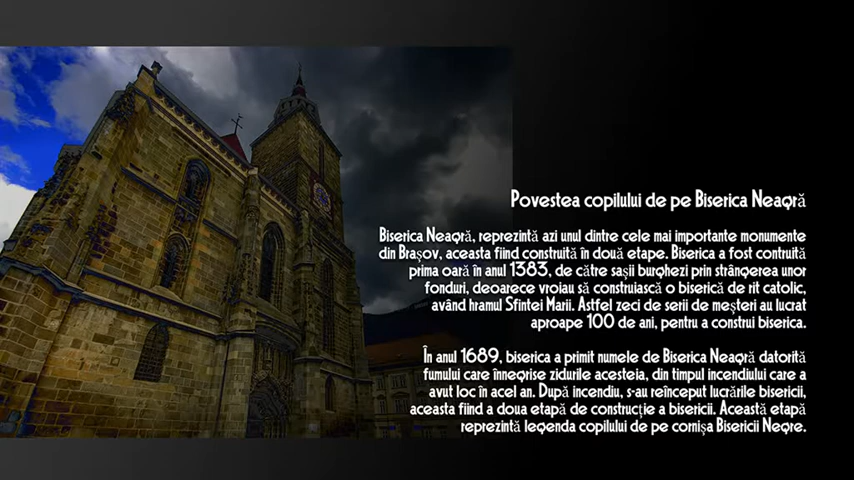 Povestea copilului de pe Biserica Neagră
Biserica Neagră, reprezintă azi unul dintre cele mai importante monumente
din Brașov, aceasta fiind construită în două etape. Biserica a fost contruită
prima oară în anul 1383, de către sașii burghezi prin strângerea unor
fonduri, deoarece vroiau să construiască o biserică de rit catolic,
având hramul Sfintei Marii. Astfel zeci de serii de meșteri au lucrat
aproape 100 de ani, pentru a construi biserica.
În anul 1689, biserica a primit numele de Biserica Neagră datorită
fumului care înnegrise zidurile acesteia, din timpul incendiului care a
avut loc în acel an. După incendiu, s-au reînceput lucrările bisericii,
aceasta fiind a doua etapă de construcție a bisericii. Această etapă
reprezintă legenda copilului de pe cornișa Bisericii Negre.